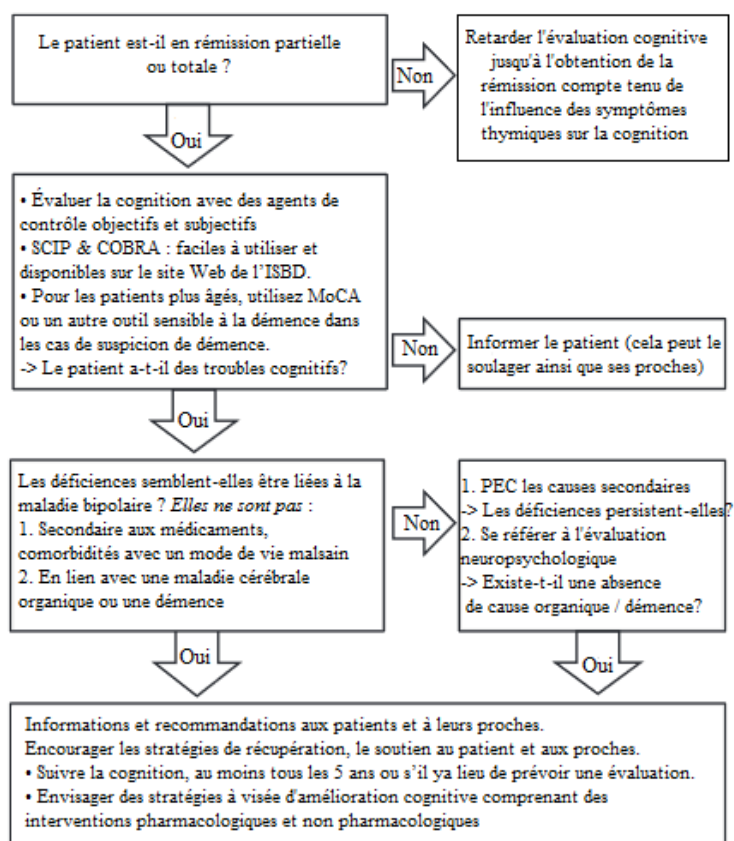 Le patient est-il en rémission partielle
ou totale ?
Non
Retarder l'évaluation cognitive
jusqu'à l'obtention de la
rémission compte tenu de
l'influence des symptômes
thymiques sur la cognition
Oui
• Évaluer la cognition avec des agents de
contrôle objectifs et subjectifs
• SCIP & COBRA : faciles à utiliser et
disponibles sur le site Web de l'ISBD.
• Pour les patients plus âgés, utilisez MoCA
ou un autre outil sensible à la démence dans
les cas de suspicion de démence.
-> Le patient a-t-il des troubles cognitifs?
Non
Informer le patient (cela peut le
soulager ainsi que ses proches)
Oui
Les déficiences semblent-elles être liées à la
maladie bipolaire ? Elles ne sont pas :
1. Secondaire aux médicaments,
comorbidités avec un mode de vie malsain
2. En lien avec une maladie cérébrale
organique ou une démence
Non
1. PEC les causes secondaires
-> Les déficiences persistent-elles?
2. Se référer à l'évaluation
neuropsychologique
-> Existe-t-il une absence
de cause organique / démence?
Oui
Oui
Informations et recommandations aux patients et à leurs proches.
Encourager les stratégies de récupération, le soutien au patient et aux proches.
• Suivre la cognition, au moins tous les 5 ans ou s'il ya lieu de prévoir une évaluation.
• Envisager des stratégies à visée d'amélioration cognitive comprenant des
interventions pharmacologiques et non pharmacologiques